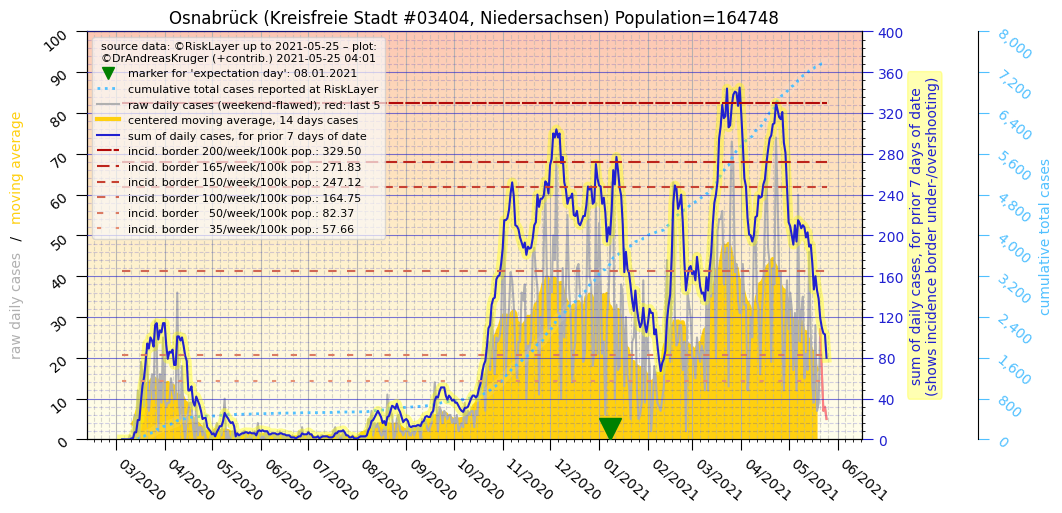 Osnabrück (Kreisfreie Stadt #03404, Niedersachsen) Population=164748
source data: ©RiskLayer up to 2021-05-25 – plot:
©DrAndreasKruger (+contrib.) 2021-05-25 04:01
marker for 'expectation day': 08.01.2021
cumulative total cases reported at RiskLayer
raw daily cases (weekend-flawed), red: last 5
centered moving average, 14 days cases
sum of daily cases, for prior 7 days of date
incid. border 200/week/100k pop.: 329.50
incid. border 165/week/100k pop.: 271.83
incid. border 150/week/100k pop.: 247.12
incid. border 100/week/100k pop.: 164.75
incid. border 50/week/100k pop.: 82.37
incid. border 35/week/100k pop.: 57.66
raw daily cases / moving average
100
90
80
70
60
50
40
30
20
10
0
03/2020
04/2020
05/2020
06/2020
07/2020
08/2020
09/2020
10/2020
11/2020
12/2020
01/2021
02/2021
03/2021
04/2021
05/2021
06/2021
400
360
320
280
240
200
160
120
80
40
0
sum of daily cases, for prior 7 days of date
(shows incidence border under-/overshooting)
8,000
7,200
6,400
5,600
4,800
4,000
3,200
2,400
1,600
800
0
cumulative total cases